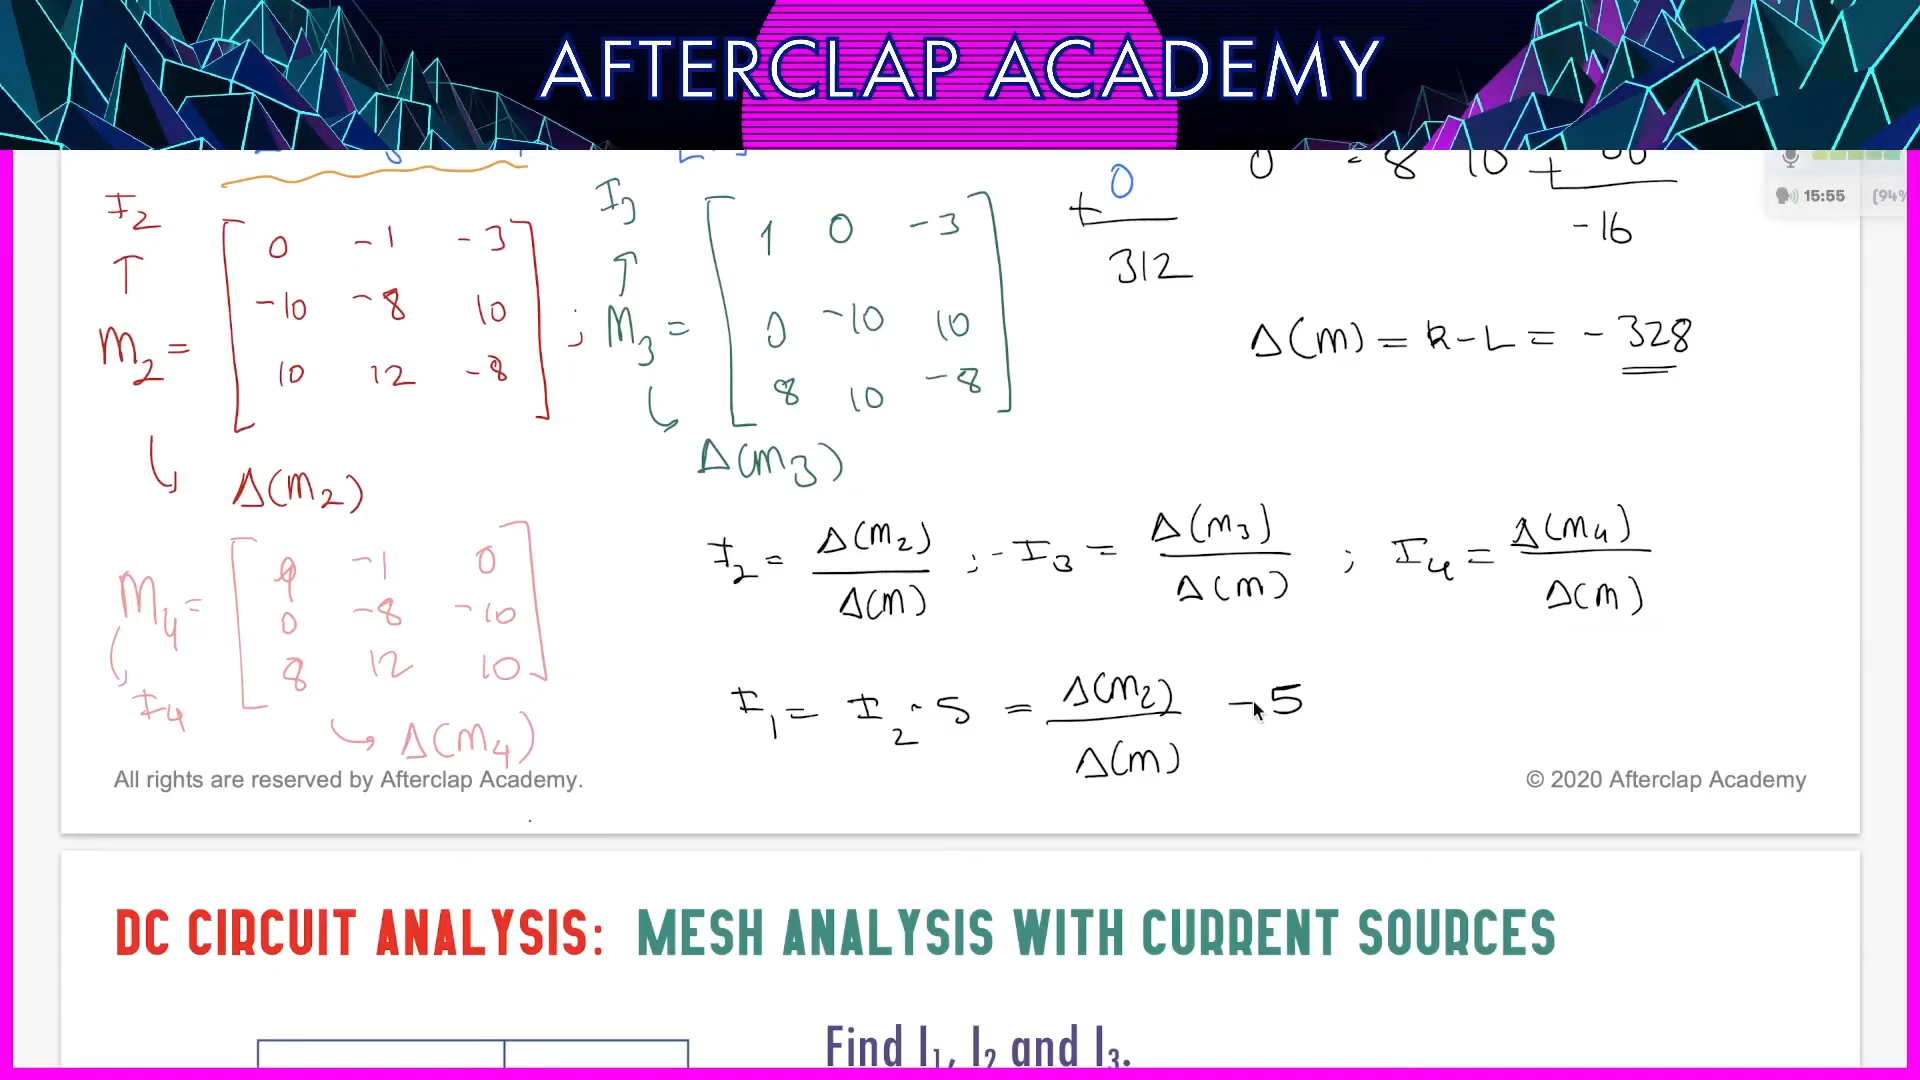 AFTERCLAP ACADEMY
15:55 (94%
I2
↑
M2 =
0 -1 -3
-10 -8 10
10 12 -8
Δ(m2)
;
I3
↑
M3 =
1 0 -3
0 -10 10
8 10 -8
Δ(m3)
0
+
312
0 - 8 10 +
-16
Δ(m) = R-L = -328
M4 =
-1 0
0 -8 -10
8 12 10
I4
Δ(m4)
I2 = Δ(m2) / Δ(m) ; -I3 = Δ(m3) / Δ(m) ; I4 = Δ(m4) / Δ(m)
I1 = I2 - 5 = Δ(m2) / Δ(m) - 5
All rights are reserved by Afterclap Academy.
© 2020 Afterclap Academy
DC CIRCUIT ANALYSIS: MESH ANALYSIS WITH CURRENT SOURCES
Find I1, I2 and I3.